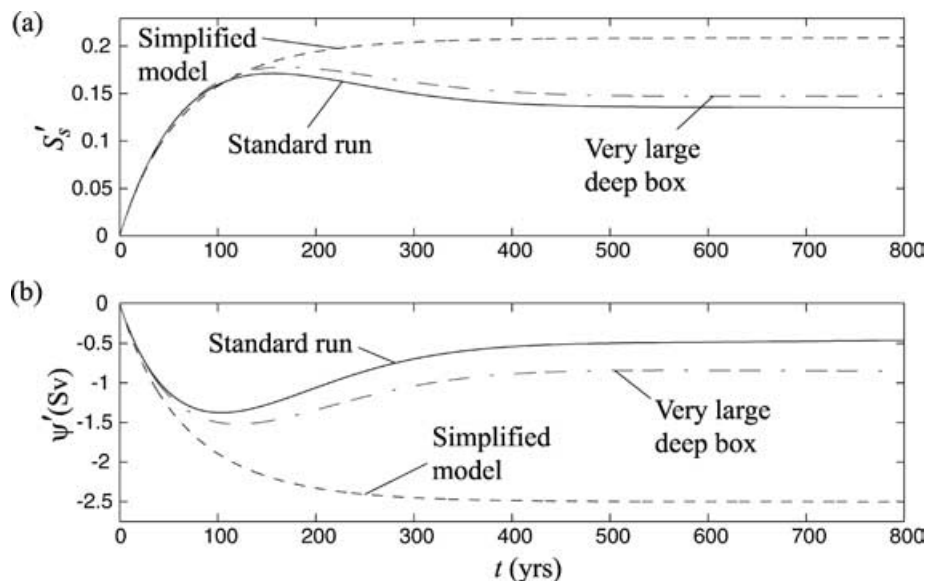 (a)
0.2
0.15
0.1
0.05
0
S's
Simplified
model
Standard run
Very large
deep box
0 100 200 300 400 500 600 700 800
(b)
0
-0.5
-1
-1.5
-2
-2.5
ψ'(Sv)
Standard run
Very large
deep box
Simplified
model
0 100 200 300 400 500 600 700 800
t (yrs)